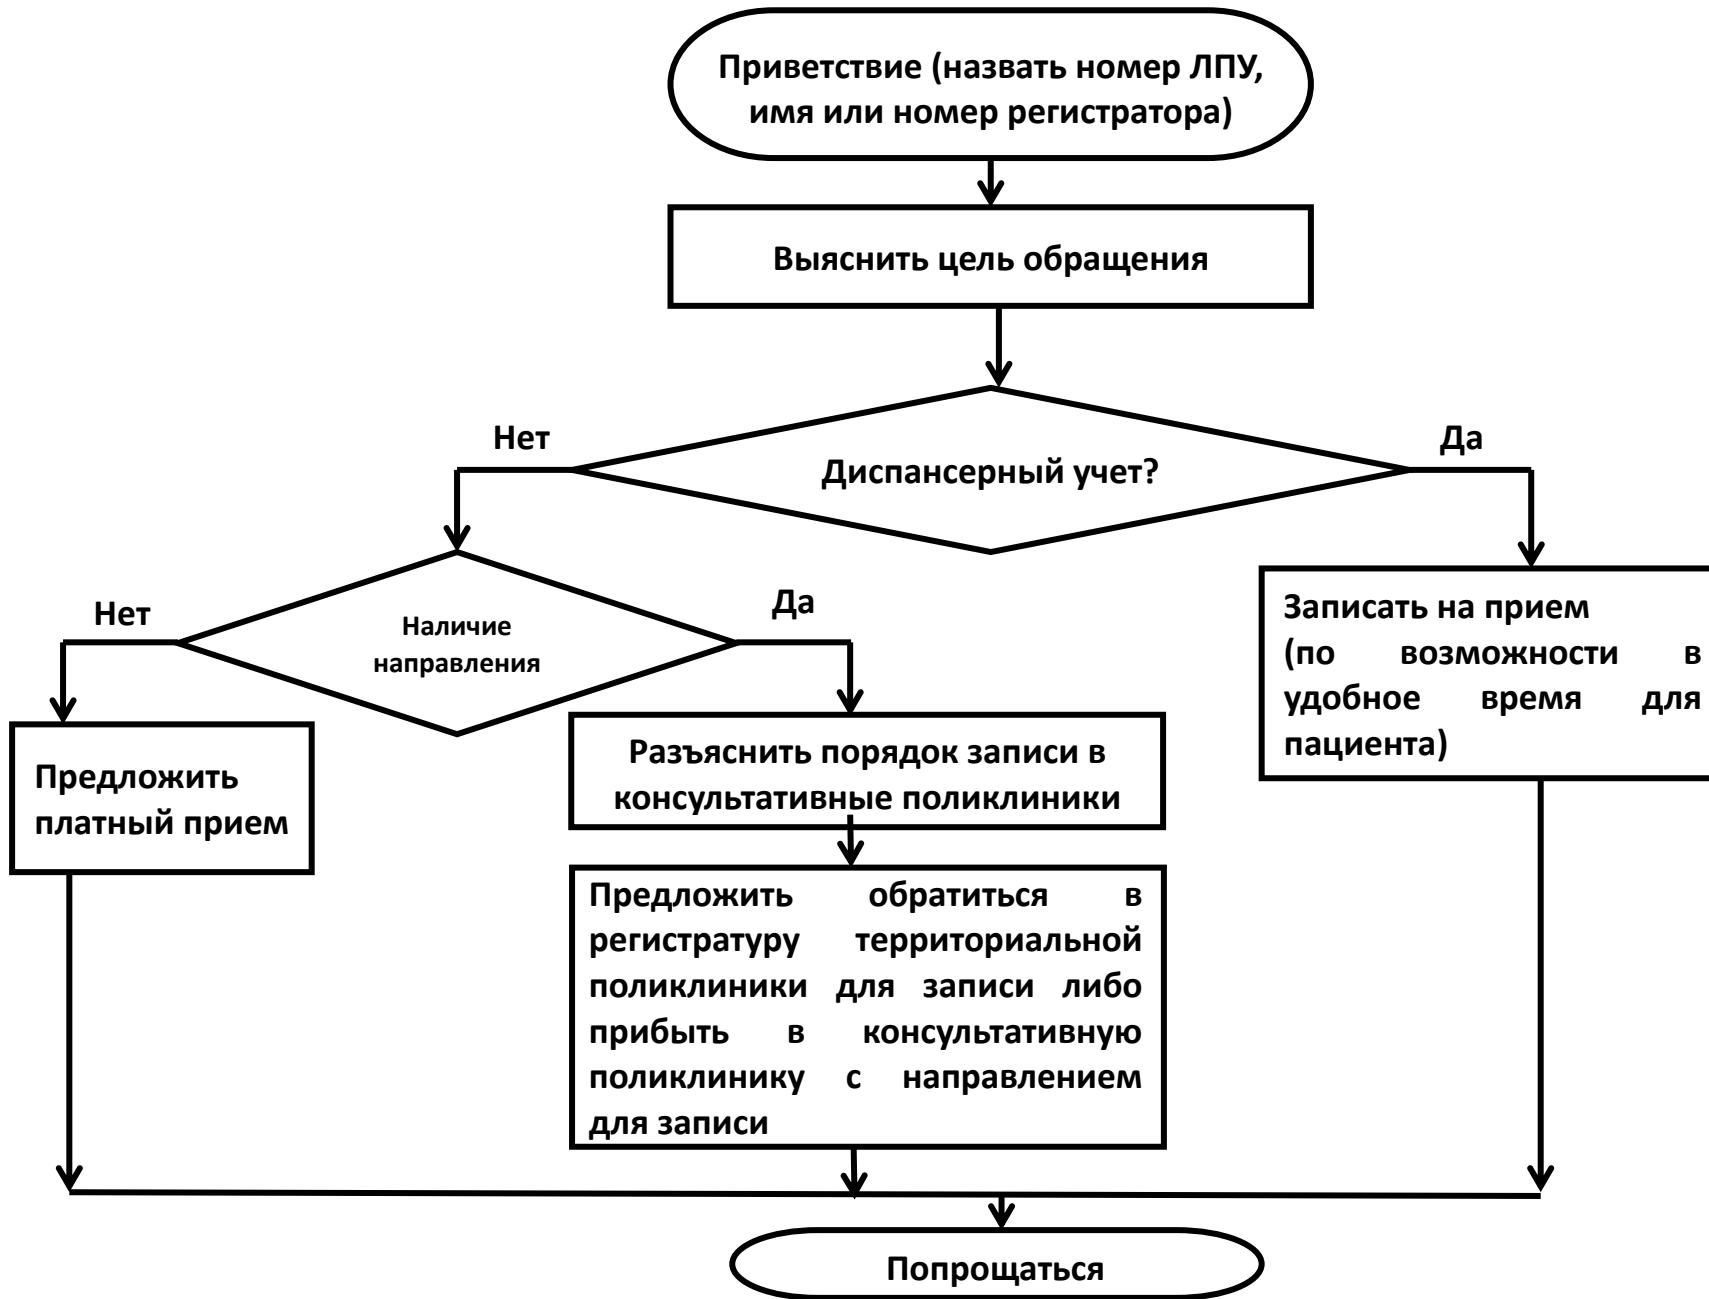 Приветствие (назвать номер ЛПУ,
имя или номер регистратора)
Выяснить цель обращения
Нет
Да
Диспансерный учет?
Нет
Да
Наличие
направления
Записать на прием
(по возможности в
удобное время для
пациента)
Предложить
платный прием
Разъяснить порядок записи в
консультативные поликлиники
Предложить обратиться в
регистратуру территориальной
поликлиники для записи либо
прибыть в консультативную
поликлинику с направлением
для записи
Попрощаться